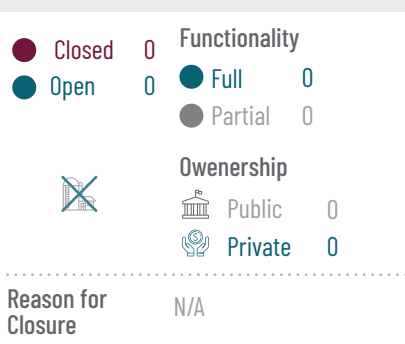 Closed 0
Open 0
Functionality
Full 0
Partial 0
Owenership
Public 0
Private 0
Reason for
Closure
N/A